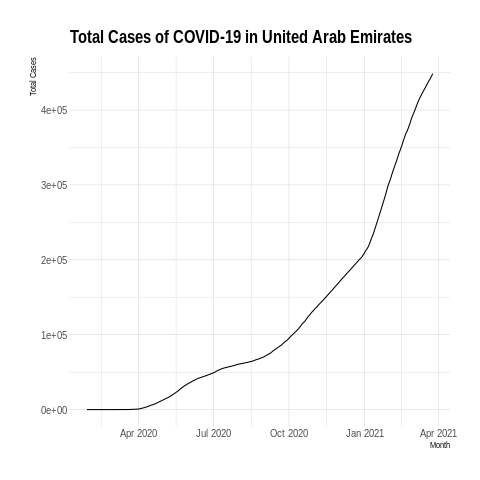 Total Cases of COVID-19 in United Arab Emirates
Total Cases
4e+05
3e+05
2e+05
1e+05
0e+00
Apr 2020 Jul 2020 Oct 2020 Jan 2021 Apr 2021
Month